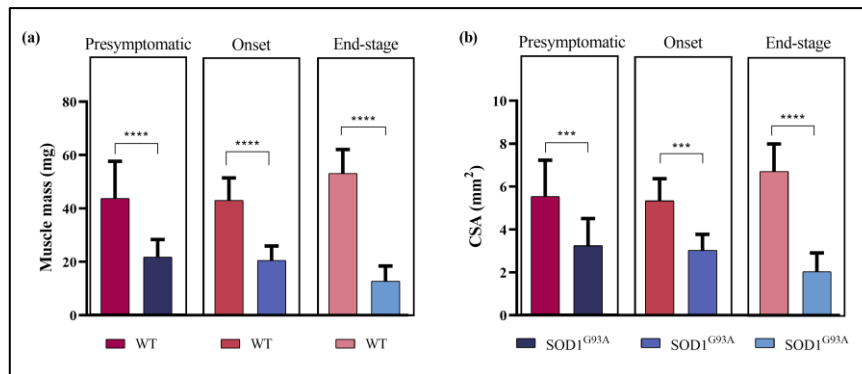 (a)
Presymptomatic
Onset
End-stage
Muscle mass (mg)
80
60
40
20
0
****
****
****
(b)
Presymptomatic
Onset
End-stage
CSA (mm²)
10
8
6
4
2
0
***
***
****
WT
WT
WT
SOD1ᴳ⁹³ᴬ
SOD1ᴳ⁹³ᴬ
SOD1ᴳ⁹³ᴬ